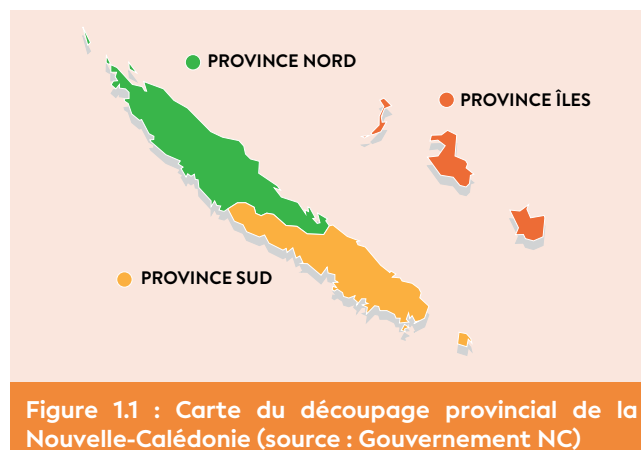 PROVINCE NORD
PROVINCE ÎLES
PROVINCE SUD
Figure 1.1 : Carte du découpage provincial de la
Nouvelle-Calédonie (source : Gouvernement NC)